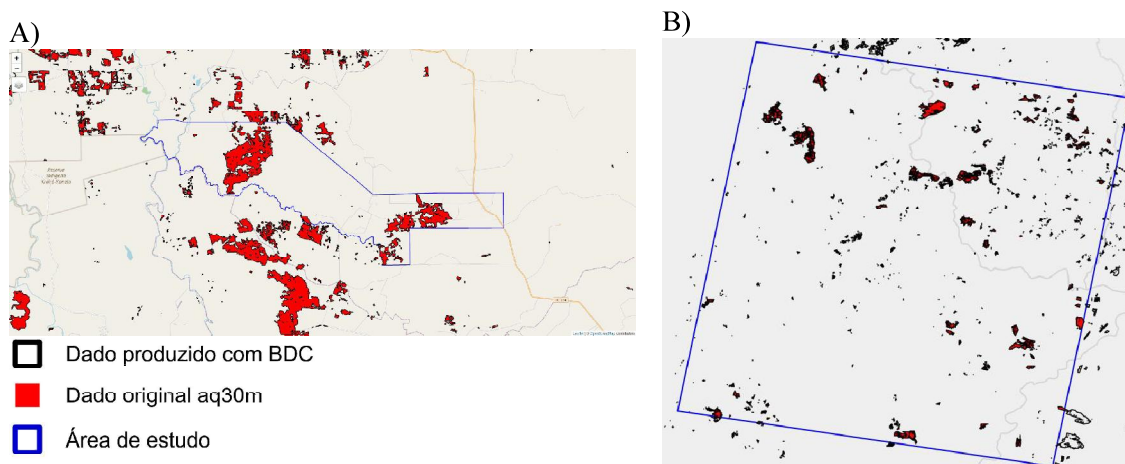 A)
B)
+
−
Dado produzido com BDC
Dado original aq30m
Área de estudo